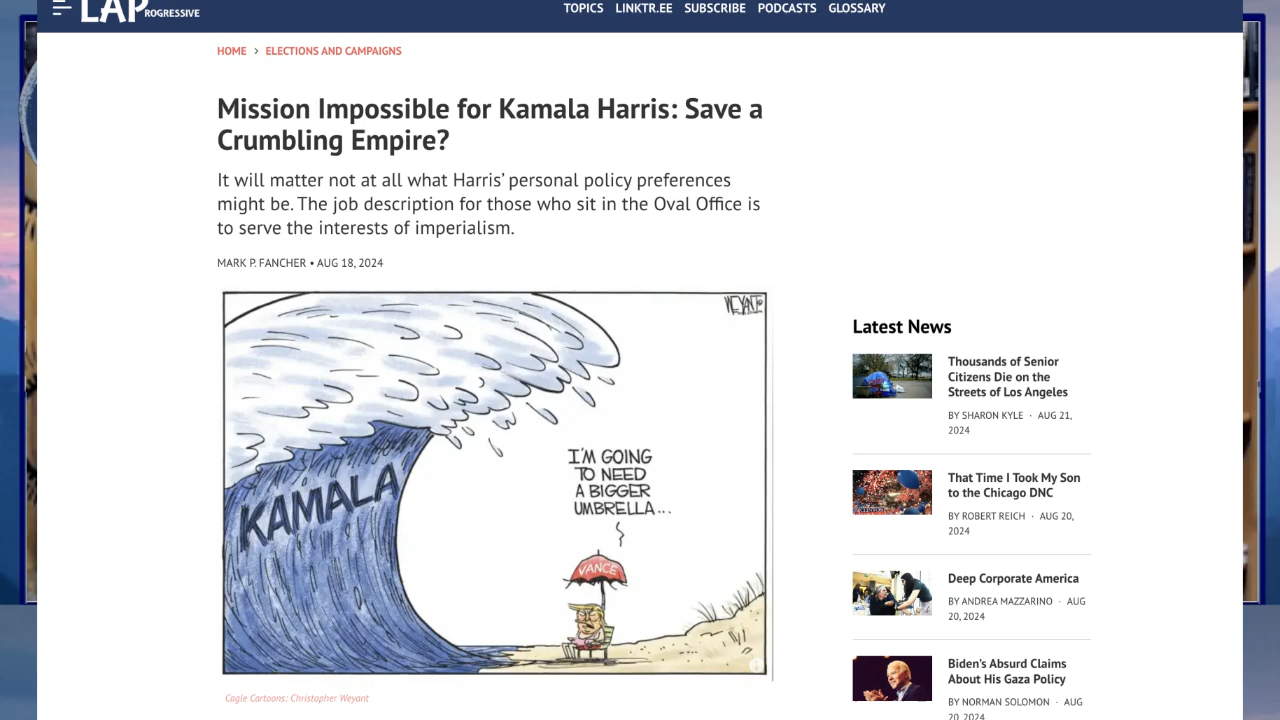 LAPROGRESSIVE
TOPICS LINKTR.EE SUBSCRIBE PODCASTS GLOSSARY
HOME > ELECTIONS AND CAMPAIGNS
Mission Impossible for Kamala Harris: Save a
Crumbling Empire?
It will matter not at all what Harris’ personal policy preferences
might be. The job description for those who sit in the Oval Office is
to serve the interests of imperialism.
MARK P. FANCHER • AUG 18, 2024
WEYANT
KAMALA
I'M GOING
TO NEED
A BIGGER
UMBRELLA...
VANCE
Cagle Cartoons: Christopher Weyant
Latest News
Thousands of Senior
Citizens Die on the
Streets of Los Angeles
BY SHARON KYLE · AUG 21,
2024
That Time I Took My Son
to the Chicago DNC
BY ROBERT REICH · AUG 20,
2024
Deep Corporate America
BY ANDREA MAZZARINO · AUG
20, 2024
Biden's Absurd Claims
About His Gaza Policy
BY NORMAN SOLOMON · AUG
20, 2024